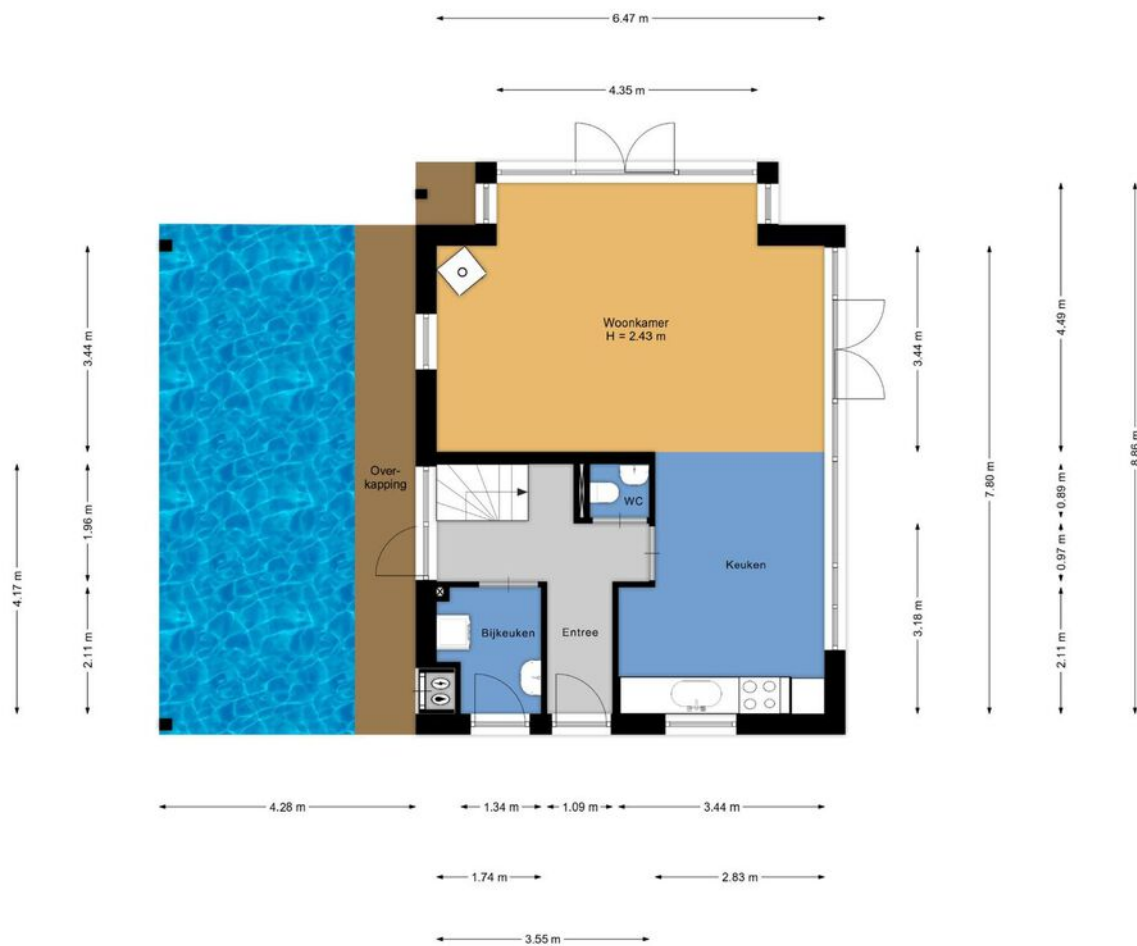 6.47 m
4.35 m
Woonkamer
H = 2.43 m
3.44 m
3.44 m
4.49 m
7.80 m
8.86 m
Over-
kapping
WC
1.96 m
4.17 m
0.89 m
0.97 m
Keuken
Bijkeuken
Entree
2.11 m
3.18 m
2.11 m
4.28 m
1.34 m
1.09 m
3.44 m
1.74 m
2.83 m
3.55 m